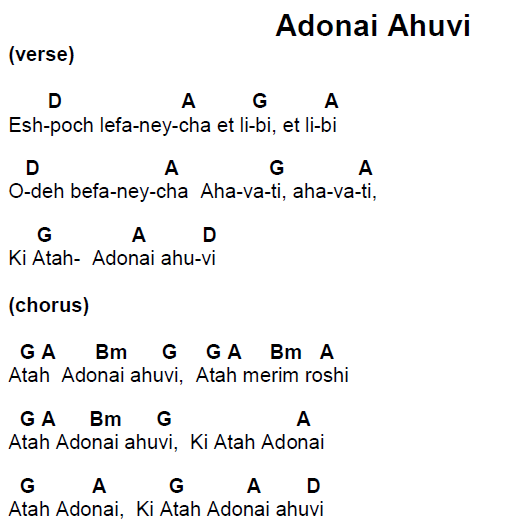 Adonai Ahuvi
(verse)
D A G A
Esh-poch lefa-ney-cha et li-bi, et li-bi
D A G A
O-deh befa-ney-cha Aha-va-ti, aha-va-ti,
G A D
Ki Atah- Adonai ahu-vi
(chorus)
G A Bm G G A Bm A
Atah Adonai ahuvi, Atah merim roshi
G A Bm G A
Atah Adonai ahuvi, Ki Atah Adonai
G A G A D
Atah Adonai, Ki Atah Adonai ahuvi